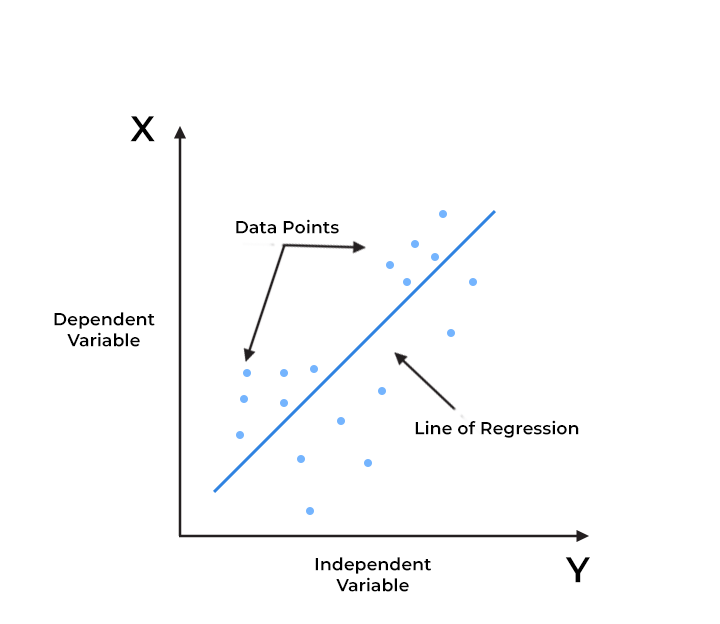 X
Data Points
Dependent
Variable
Line of Regression
Independent
Variable
Y